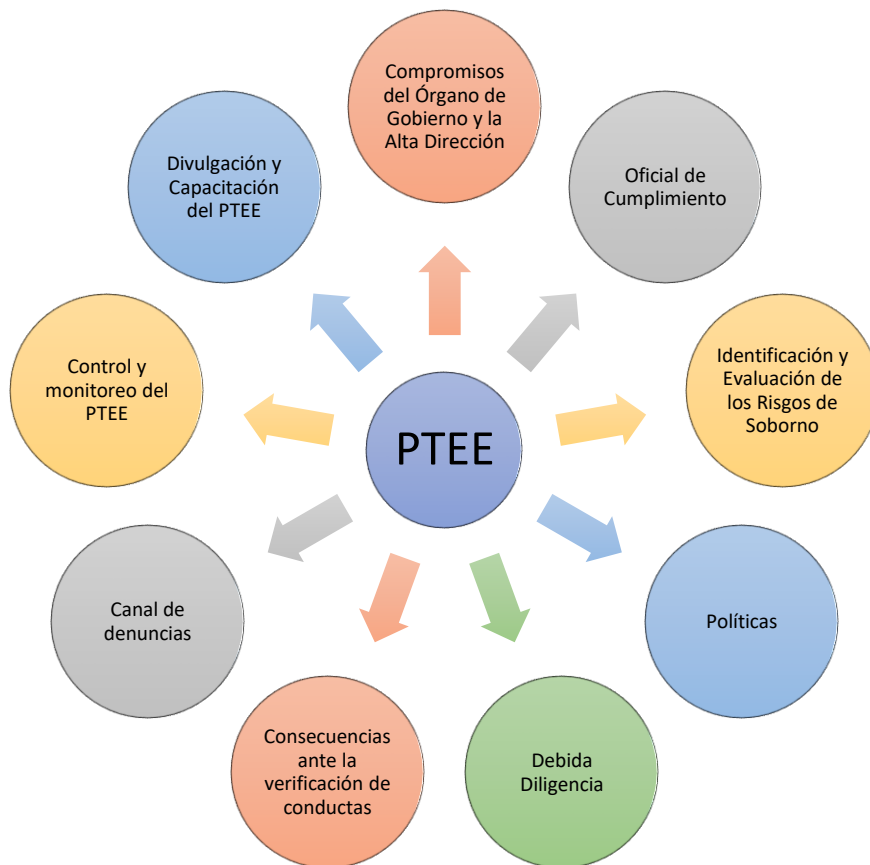 Compromisos
del Órgano de
Gobierno y la
Alta Dirección
Oficial de
Cumplimiento
Identificación y
Evaluación de
los Risgos de
Soborno
Políticas
Debida
Diligencia
Consecuencias
ante la
verificación de
conductas
Canal de
denuncias
Control y
monitoreo del
PTEE
Divulgación y
Capacitación
del PTEE
PTEE